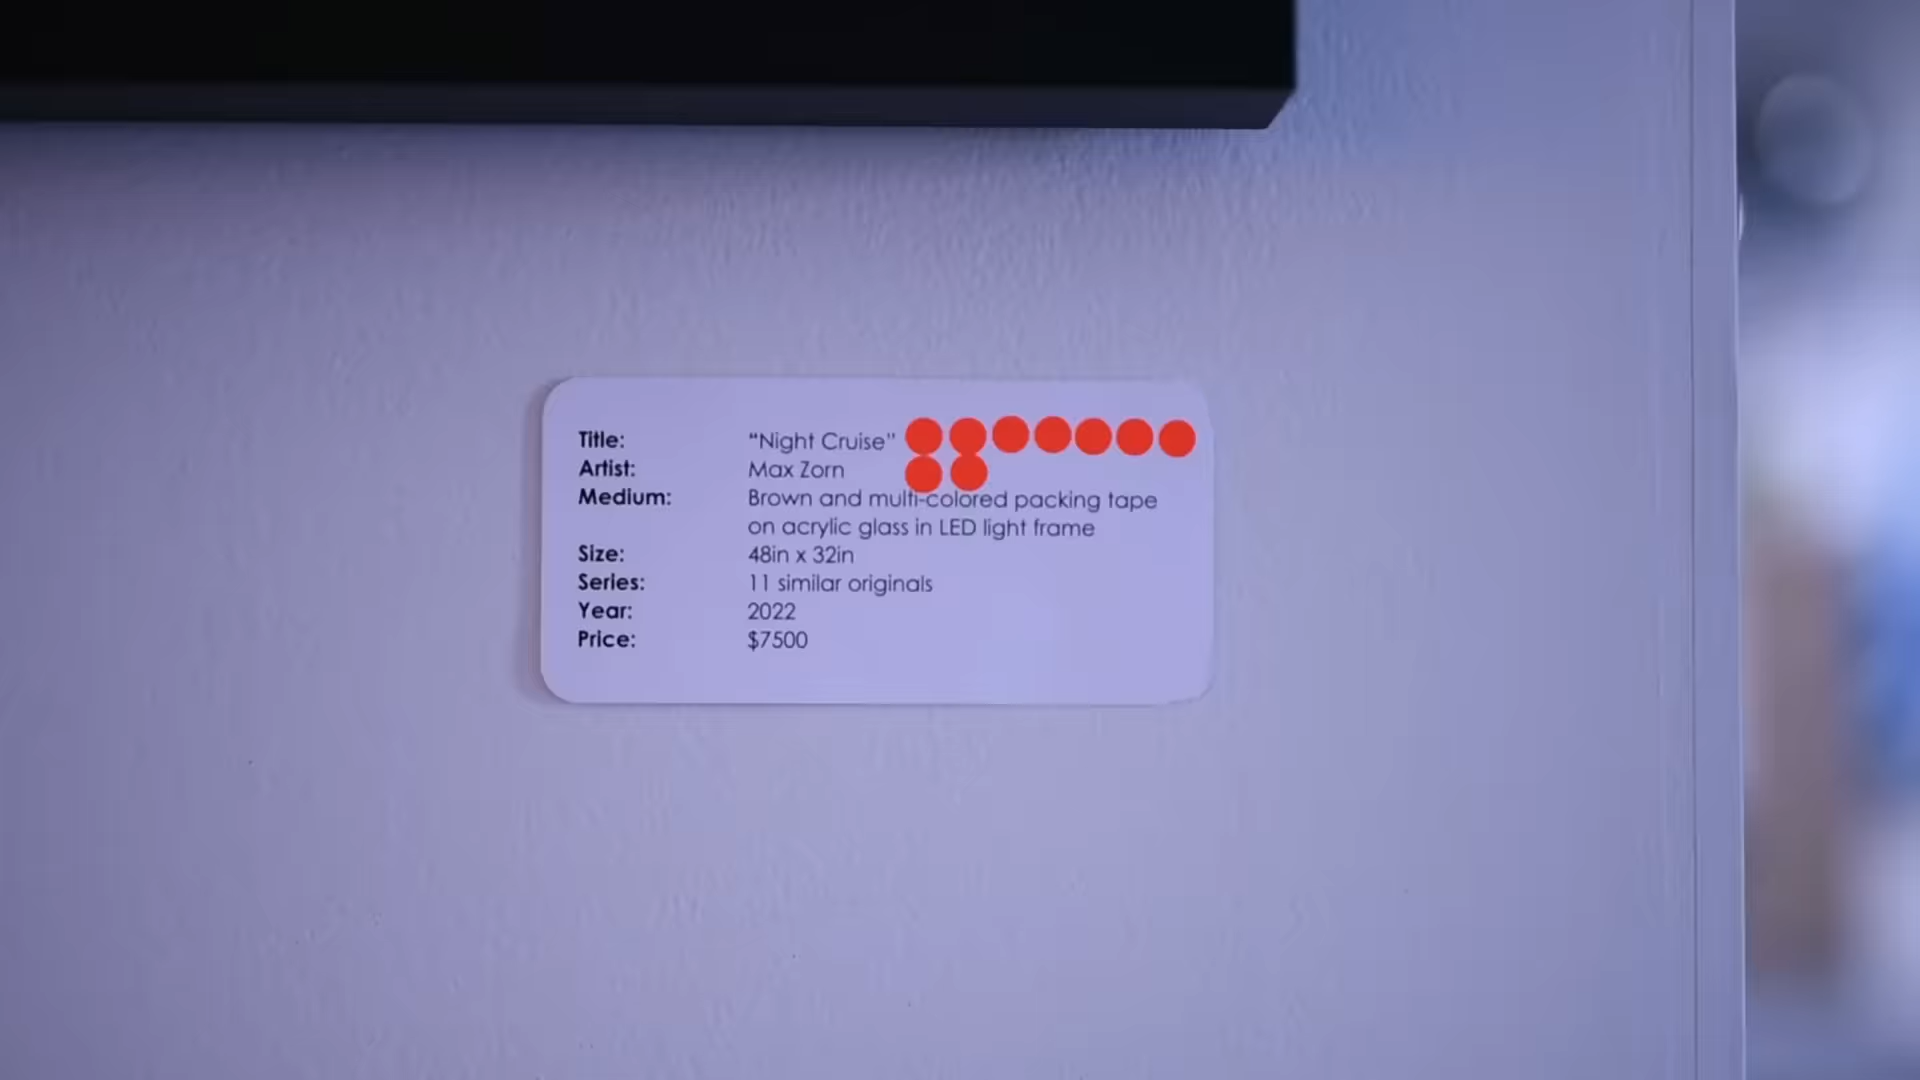 Title: "Night Cruise"
Artist: Max Zorn
Medium: Brown and multi-colored packing tape
on acrylic glass in LED light frame
Size: 48in x 32in
Series: 11 similar originals
Year: 2022
Price: $7500